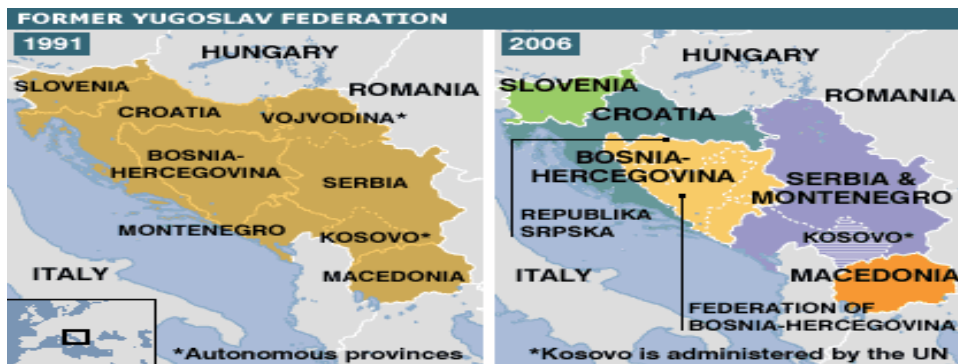 FORMER YUGOSLAV FEDERATION
1991
HUNGARY
SLOVENIA
ROMANIA
CROATIA
VOJVODINA*
BOSNIA-
HERCEGOVINA
SERBIA
MONTENEGRO
KOSOVO*
ITALY
MACEDONIA
*Autonomous provinces
2006
HUNGARY
SLOVENIA
ROMANIA
CROATIA
BOSNIA-
HERCEGOVINA
SERBIA &
MONTENEGRO
REPUBLIKA
SRPSKA
KOSOVO*
ITALY
MACEDONIA
FEDERATION OF
BOSNIA-HERCEGOVINA
*Kosovo is administered by the UN